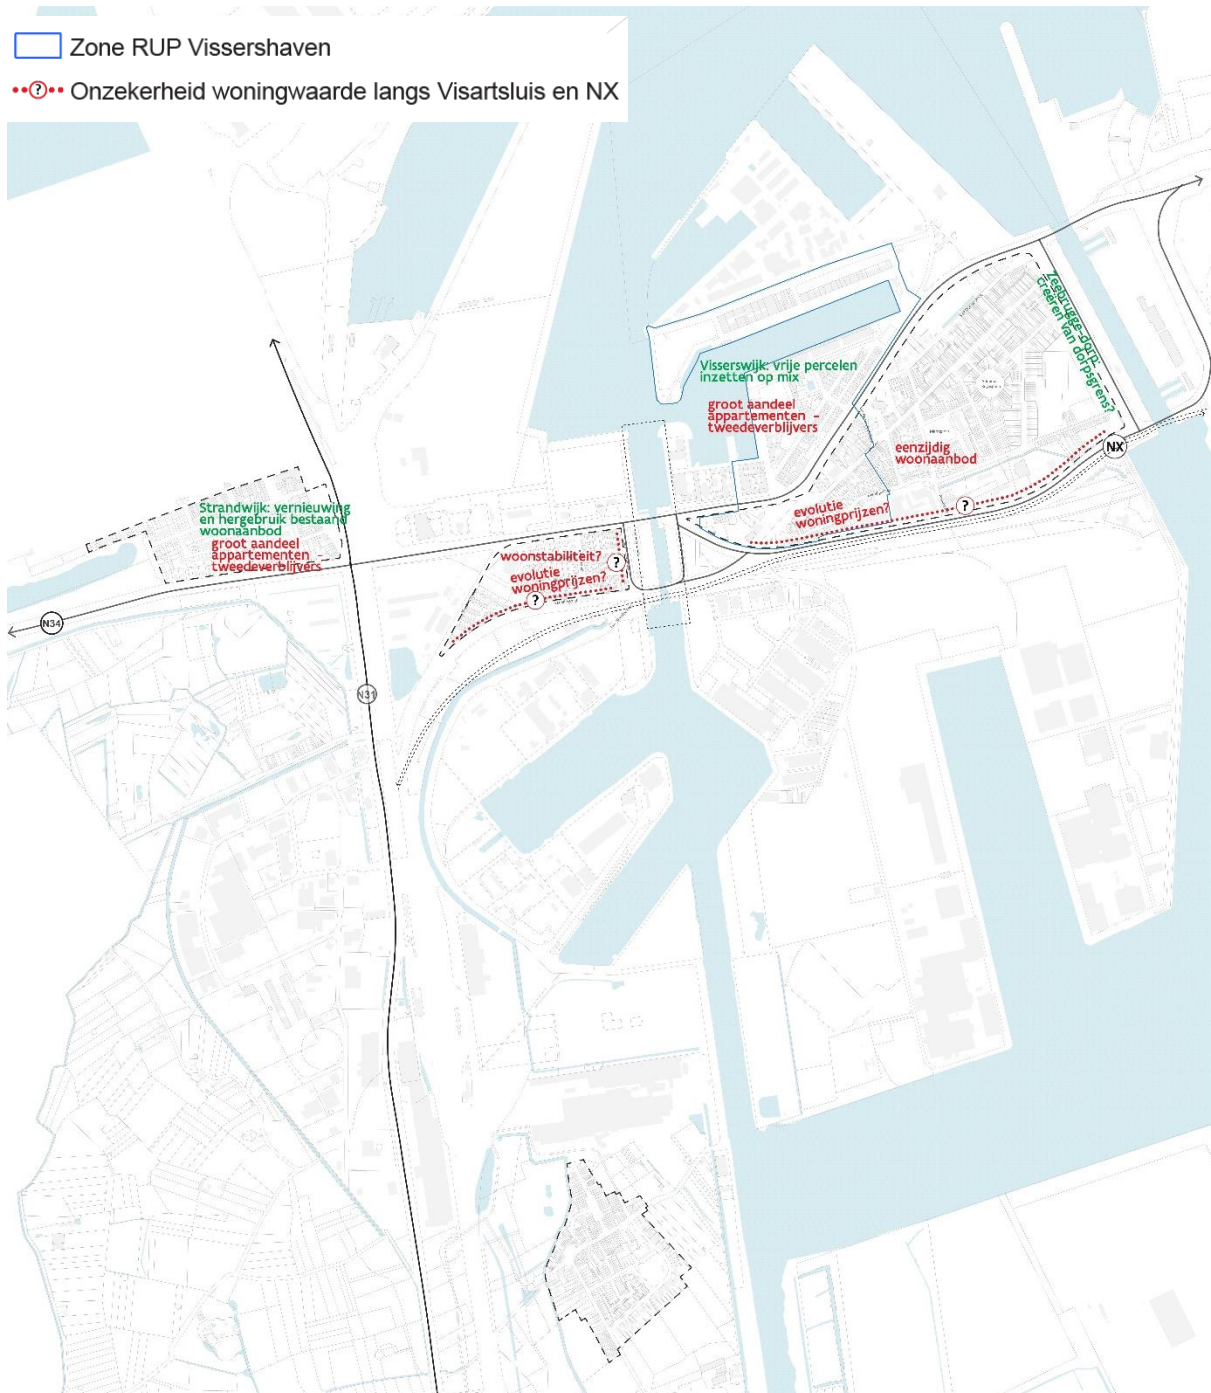 Zone RUP Vissershaven
?
Onzekerheid woningwaarde langs Visartsluis en NX
Zeebrugge-dorp:
creëren van dorpsgrens?
Visserswijk: vrije percelen
inzetten op mix
groot aandeel
appartementen -
tweedeverblijvers
eenzijdig
woonaanbod
NX
evolutie woningprijzen?
?
Strandwijk: vernieuwing
en hergebruik bestaand
woonaanbod
groot aandeel
appartementen
tweedeverblijvers
woonstabiliteit?
?
evolutie
woningprijzen?
?
N34
N31